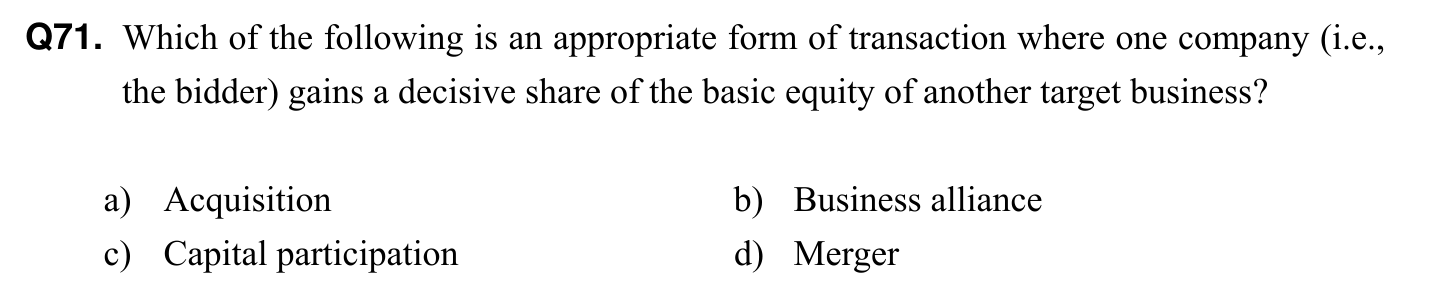 Q71. Which of the following is an appropriate form of transaction where one company (i.e.,
the bidder) gains a decisive share of the basic equity of another target business?
a) Acquisition b) Business alliance
c) Capital participation d) Merger